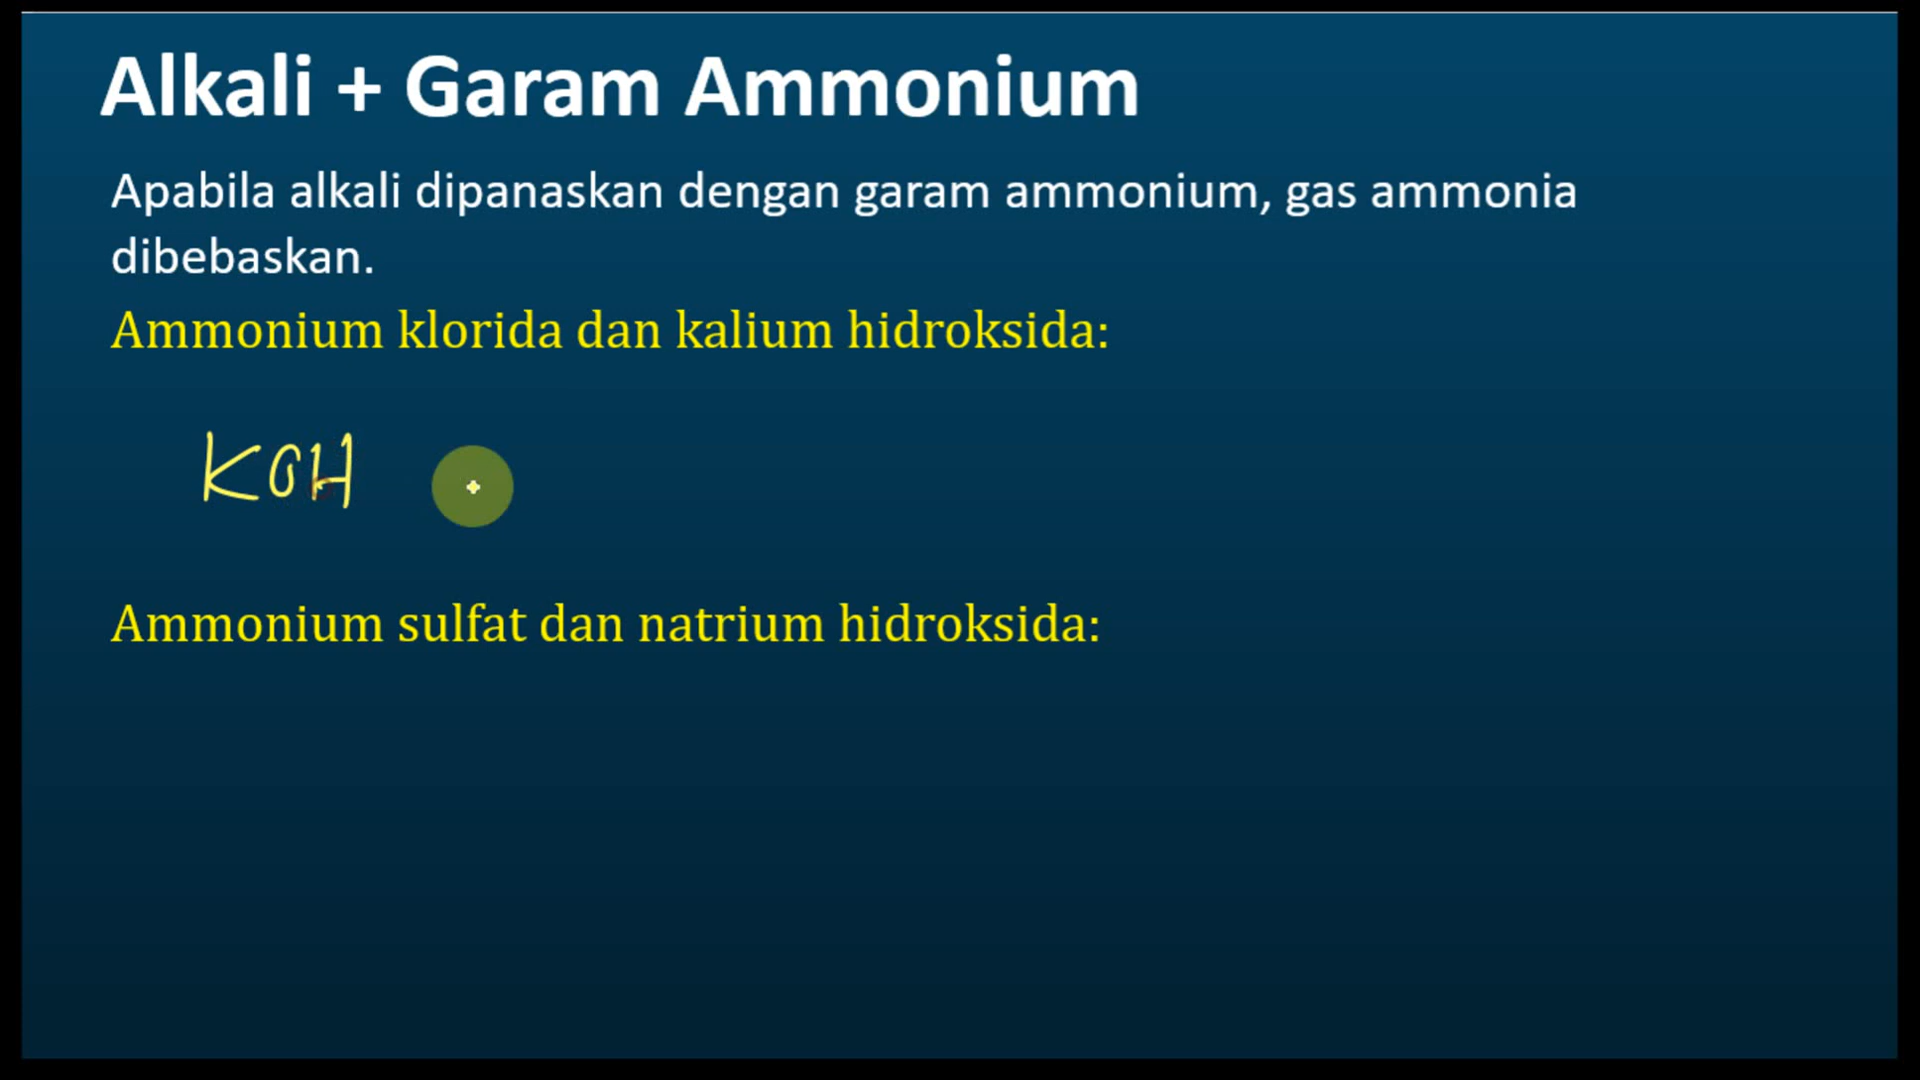 Alkali + Garam Ammonium
Apabila alkali dipanaskan dengan garam ammonium, gas ammonia
dibebaskan.
Ammonium klorida dan kalium hidroksida:
KOH
Ammonium sulfat dan natrium hidroksida: